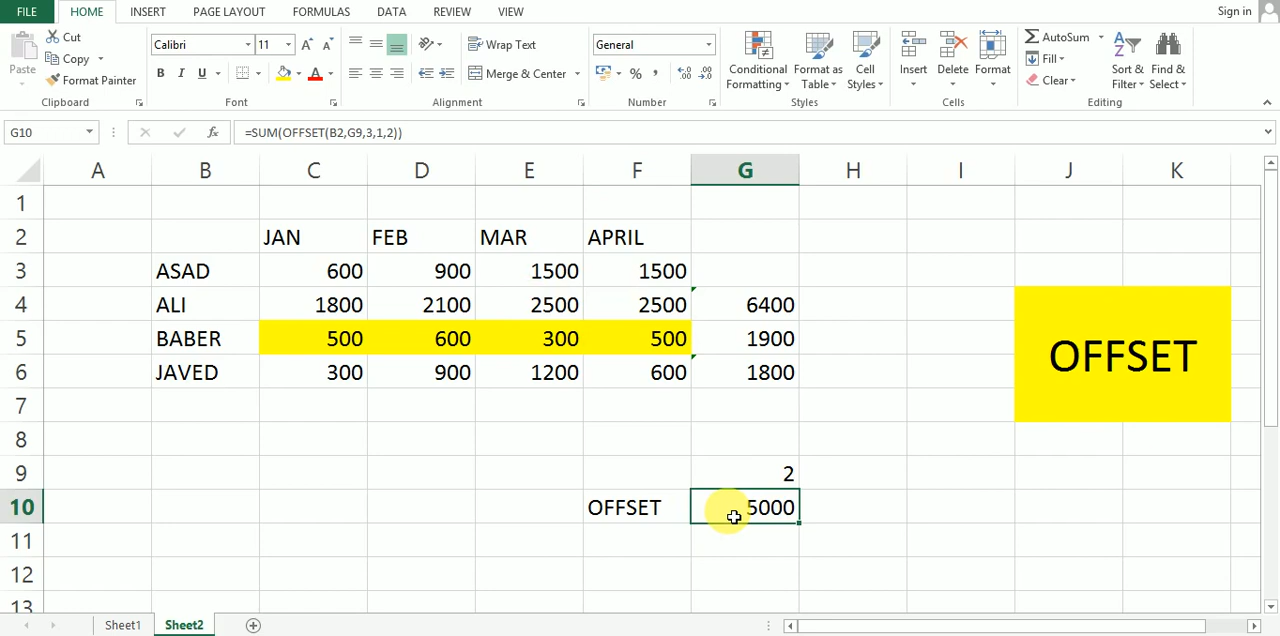 FILE HOME INSERT PAGE LAYOUT FORMULAS DATA REVIEW VIEW Sign in
Paste Cut Copy Format Painter Calibri 11 A A B I U A Wrap Text Merge & Center General % , Conditional Formatting Format as Table Cell Styles Insert Delete Format AutoSum Fill Clear Sort & Filter Find & Select
Clipboard Font Alignment Number Styles Cells Editing
G10 fx =SUM(OFFSET(B2,G9,3,1,2))
A B C D E F G H I J K
1
2 JAN FEB MAR APRIL
3 ASAD 600 900 1500 1500
4 ALI 1800 2100 2500 2500 6400
5 BABER 500 600 300 500 1900
6 JAVED 300 900 1200 600 1800
OFFSET
7
8
9 2
10 OFFSET 5000
11
12
13
Sheet1 Sheet2